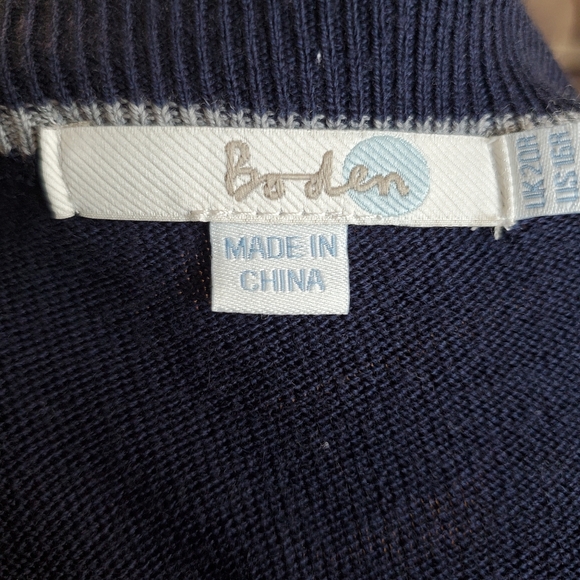 Boden
MADE IN
CHINA
UK20R
US16R